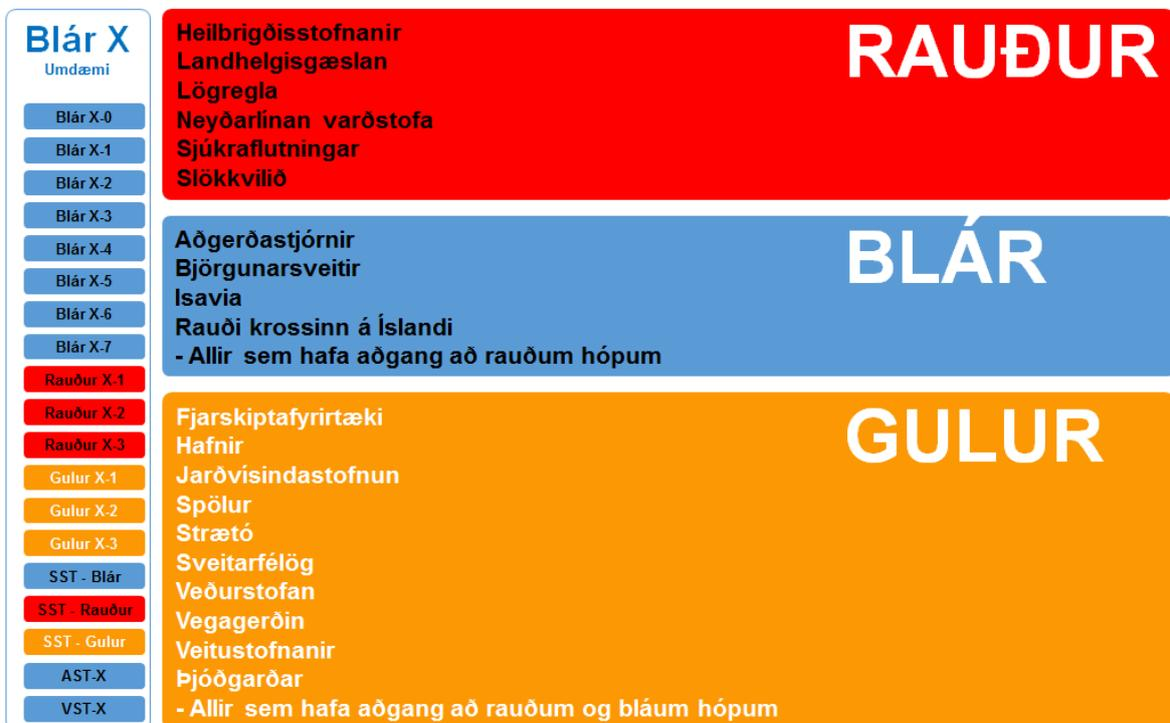 Blár X
Umdæmi
Blár X-0
Blár X-1
Blár X-2
Blár X-3
Blár X-4
Blár X-5
Blár X-6
Blár X-7
Rauður X-1
Rauður X-2
Rauður X-3
Gulur X-1
Gulur X-2
Gulur X-3
SST - Blár
SST - Rauður
SST - Gulur
AST-X
VST-X
RAUÐUR
Heilbrigðisstofnanir
Landhelgisgæslan
Lögregla
Neyðarlínan varðstofa
Sjúkraflutningar
Slökkvilið
BLÁR
Aðgerðastjórnir
Björgunarsveitir
Isavia
Rauði krossinn á Íslandi
- Allir sem hafa aðgang að rauðum hópum
GULUR
Fjarskiptafyrirtæki
Hafnir
Jarðvísindastofnun
Spölur
Strætó
Sveitarfélög
Veðurstofan
Vegagerðin
Veitustofnanir
Þjóðgarðar
- Allir sem hafa aðgang að rauðum og bláum hópum